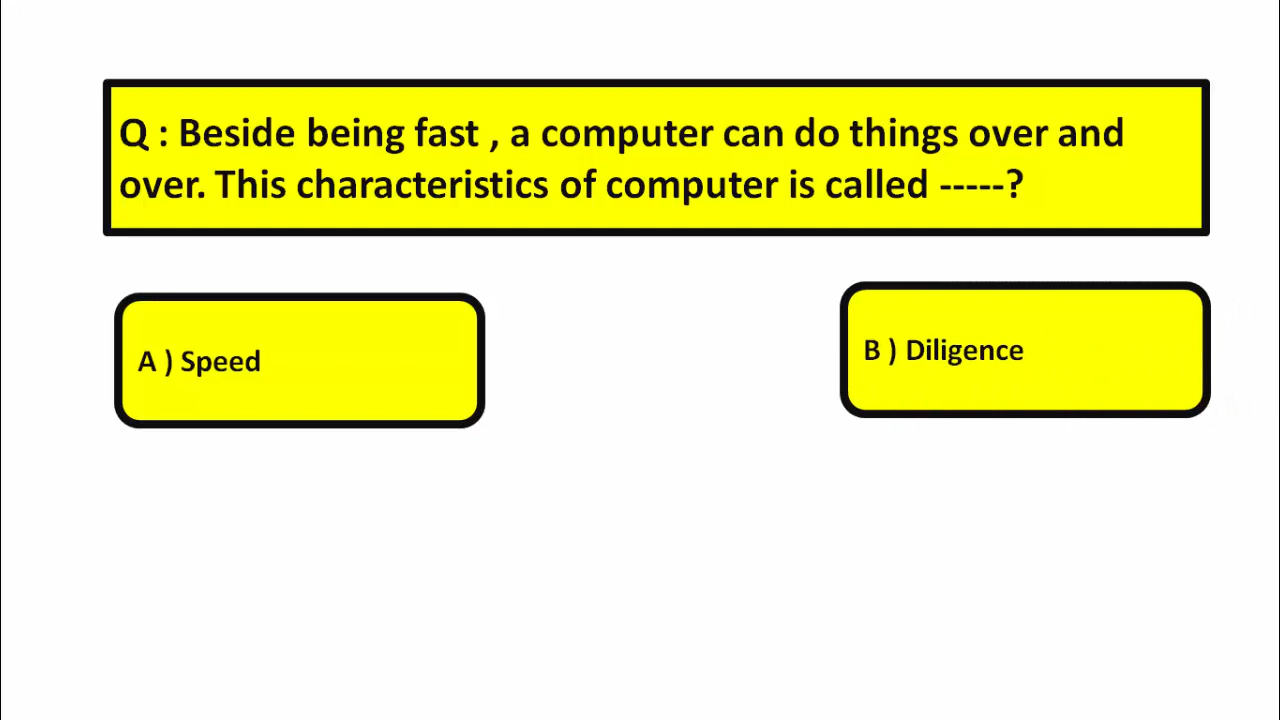 Q : Beside being fast , a computer can do things over and
over. This characteristics of computer is called -----?
A ) Speed
B ) Diligence